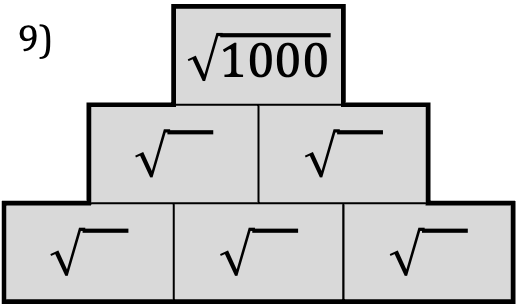 9)
√1000
√ √
√ √ √